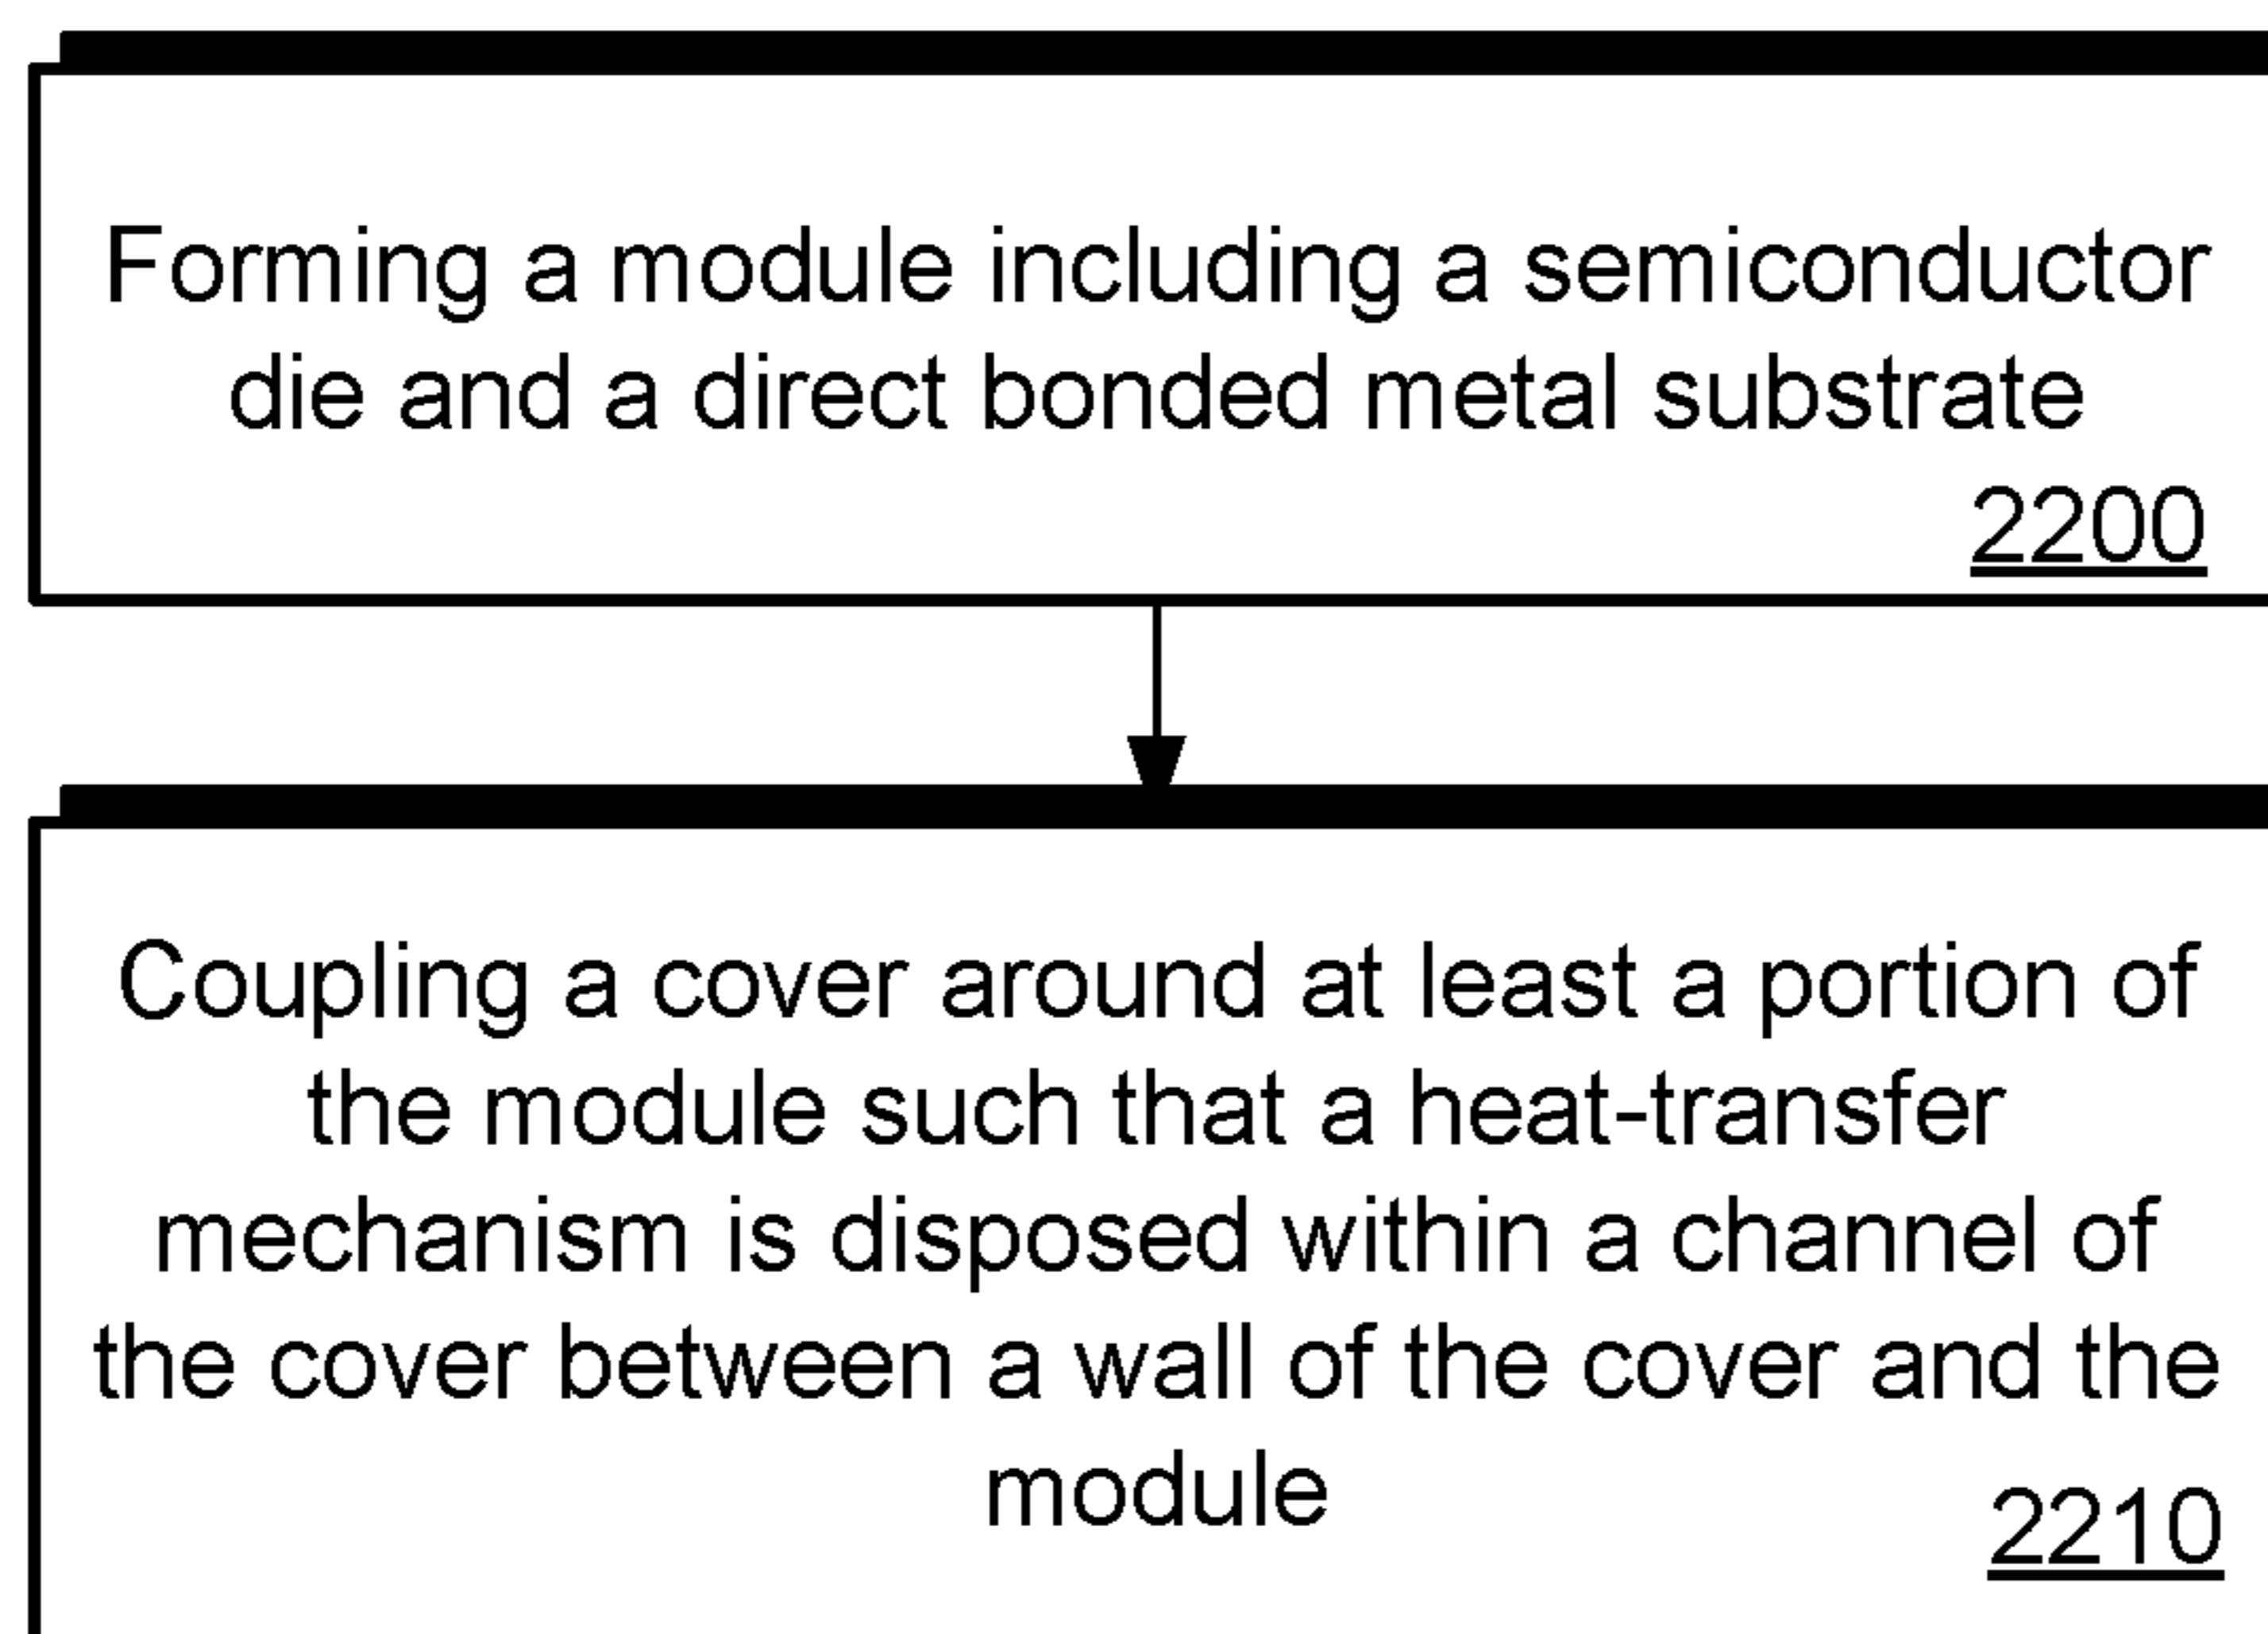 Forming a module including a semiconductor
die and a direct bonded metal substrate
2200
Coupling a cover around at least a portion of
the module such that a heat-transfer
mechanism is disposed within a channel of
the cover between a wall of the cover and the
module
2210